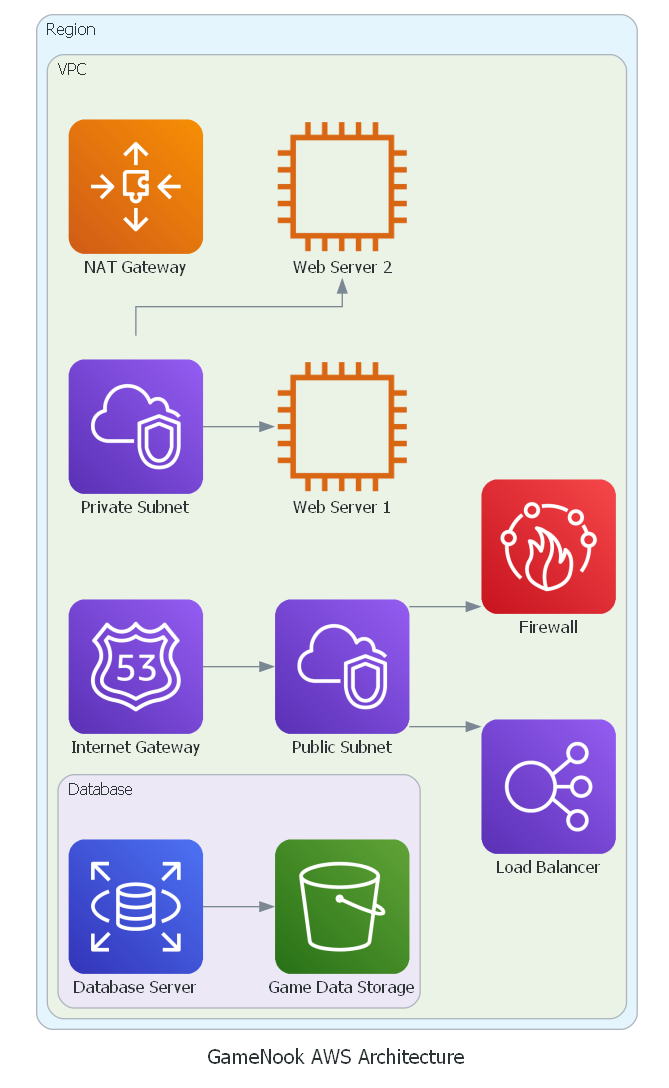 Region
VPC
NAT Gateway
Web Server 2
Private Subnet
Web Server 1
Firewall
53
Internet Gateway
Public Subnet
Load Balancer
Database
Database Server
Game Data Storage
GameNook AWS Architecture